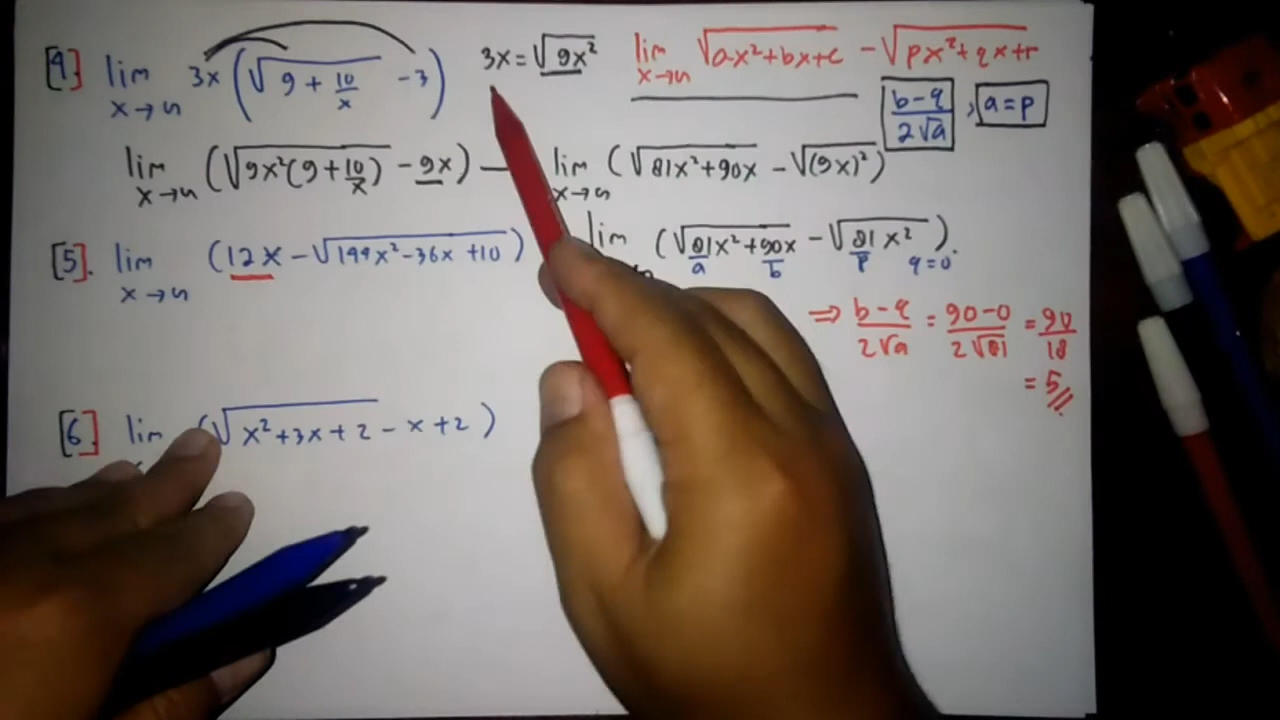 [4] lim x→∞ 3x (√(9 + 10/x) - 3)
3x = √(9x²)
lim x→∞ √(ax²+bx+c) - √(px²+qx+r)
(b-q)/(2√a) , a=p
lim x→∞ (√(9x²(9+10/x)) - 9x)
lim x→∞ (√(81x²+90x) - √((9x)²))
lim (√(81x²+90x) - √(81x²)).
a b p q=0
⇒ (b-q)/(2√a) = (90-0)/(2√81) = 90/18
= 5//
[5]. lim x→∞ (12x - √(144x²-36x+10))
[6] lim (√(x²+3x+2) - x+2)